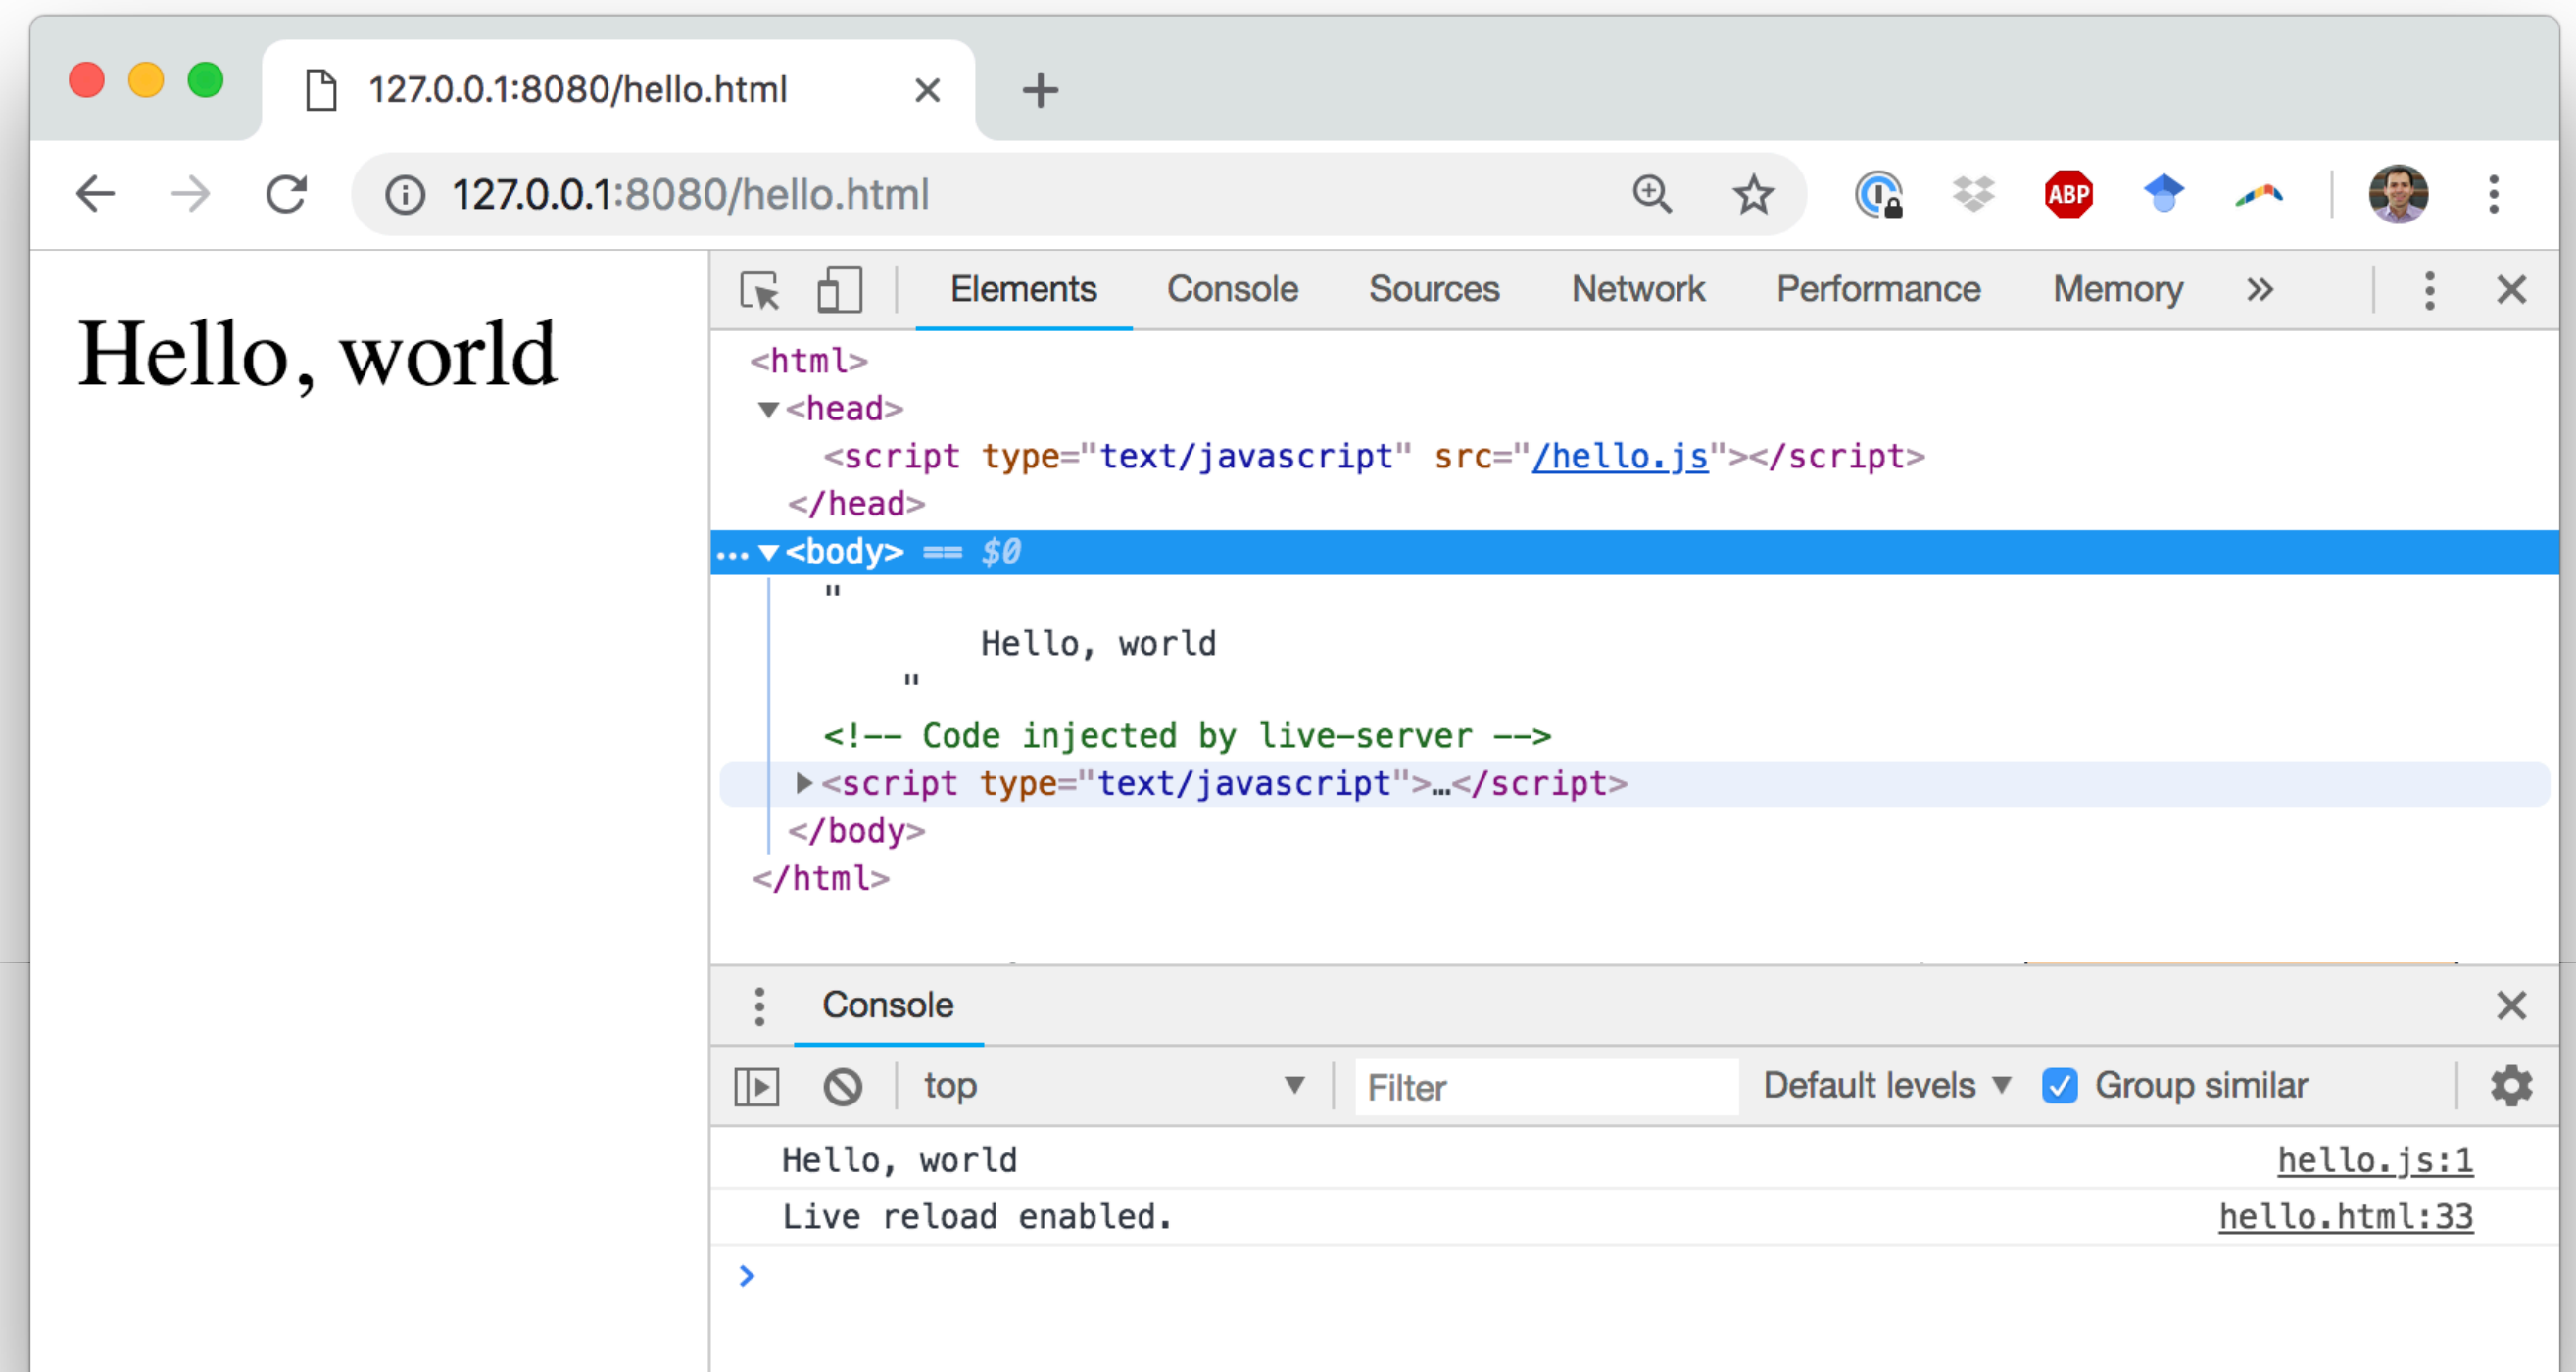 127.0.0.1:8080/hello.html
127.0.0.1:8080/hello.html
ABP
Hello, world
Elements Console Sources Network Performance Memory
<html>
<head>
<script type="text/javascript" src="/hello.js"></script>
</head>
… <body> == $0
"
Hello, world
"
<!-- Code injected by live-server -->
<script type="text/javascript">…</script>
</body>
</html>
Console
top Filter Default levels Group similar
Hello, world hello.js:1
Live reload enabled. hello.html:33
>